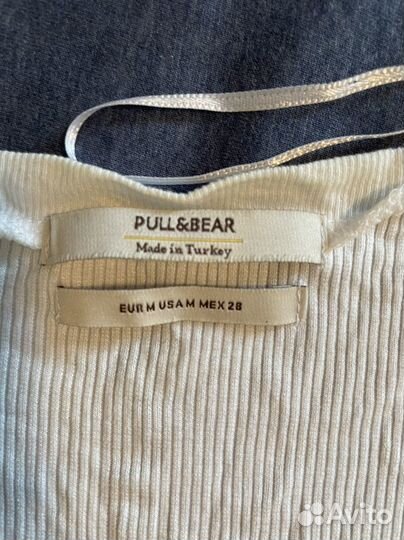 PULL&BEAR
Made in Turkey
EUR M USA M MEX 28
Avito